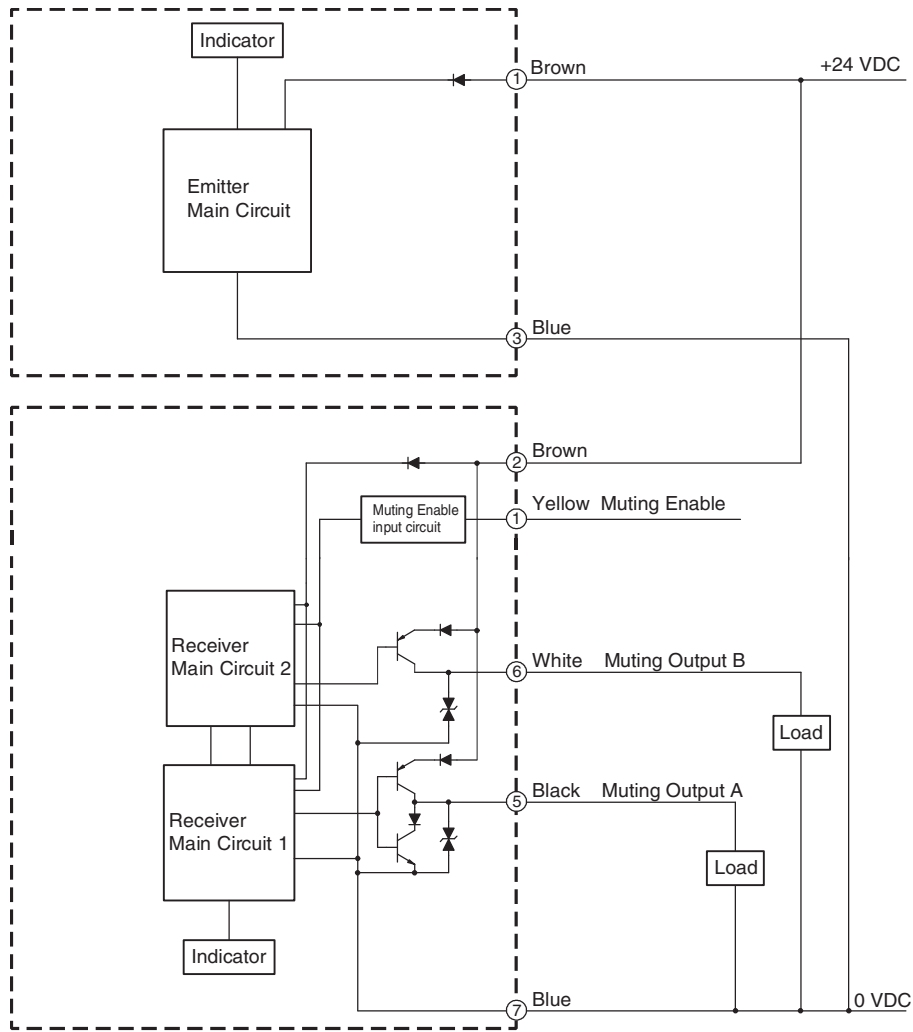 Indicator
1 Brown
+24 VDC
Emitter
Main Circuit
3 Blue
2 Brown
Muting Enable
input circuit
1 Yellow Muting Enable
Receiver
Main Circuit 2
6 White Muting Output B
Load
Receiver
Main Circuit 1
5 Black Muting Output A
Load
Indicator
7 Blue
0 VDC